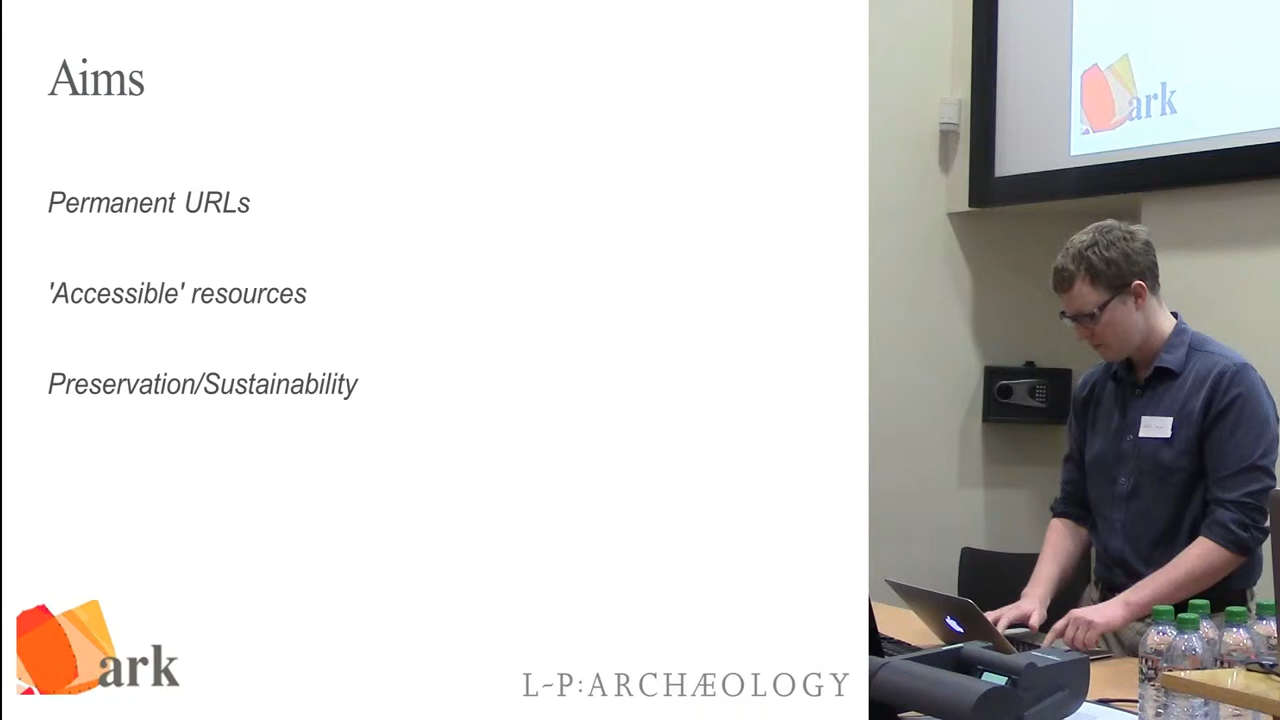 Aims
Permanent URLs
'Accessible' resources
Preservation/Sustainability
ark
L~P:ARCHÆOLOGY
ark